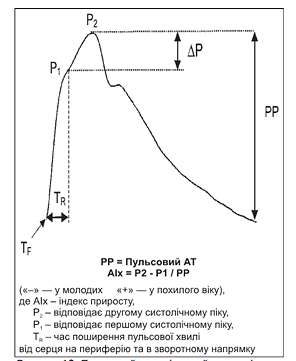 P2
P1
ΔP
PP
TR
TF
PP = Пульсовий АТ
AIx = P2 - P1 / PP
(«–» — у молодих «+» — у похилого віку),
де AIx – індекс приросту,
P2 – відповідає другому систолічному піку,
P1 – відповідає першому систолічному піку,
TR – час поширення пульсової хвилі
від серця на периферію та в зворотному напрямку